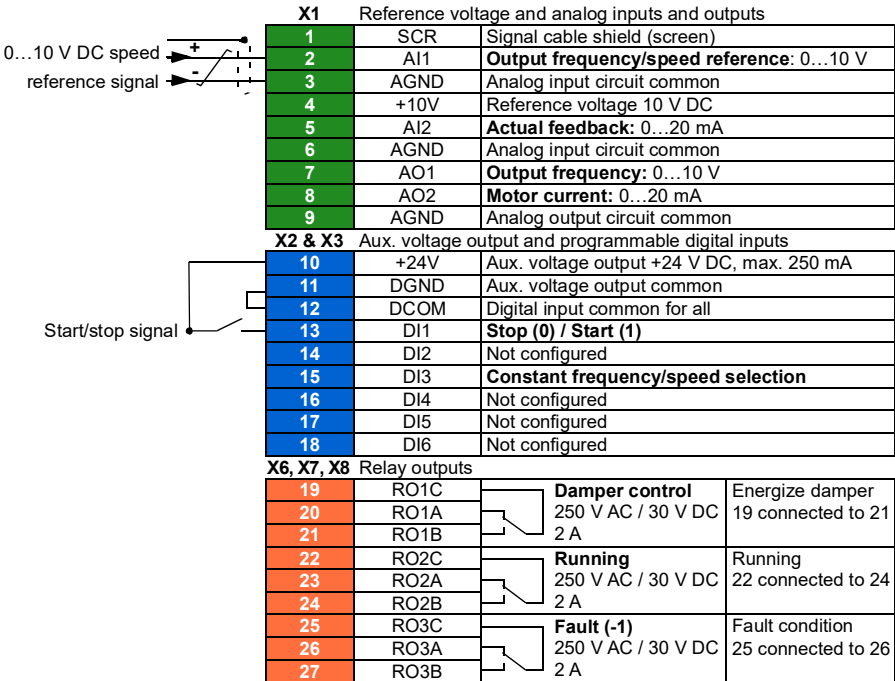 X1 Reference voltage and analog inputs and outputs
1 SCR Signal cable shield (screen)
0…10 V DC speed + 2 AI1 Output frequency/speed reference: 0…10 V
reference signal - 3 AGND Analog input circuit common
4 +10V Reference voltage 10 V DC
5 AI2 Actual feedback: 0…20 mA
6 AGND Analog input circuit common
7 AO1 Output frequency: 0…10 V
8 AO2 Motor current: 0…20 mA
9 AGND Analog output circuit common
X2 & X3 Aux. voltage output and programmable digital inputs
10 +24V Aux. voltage output +24 V DC, max. 250 mA
11 DGND Aux. voltage output common
12 DCOM Digital input common for all
Start/stop signal 13 DI1 Stop (0) / Start (1)
14 DI2 Not configured
15 DI3 Constant frequency/speed selection
16 DI4 Not configured
17 DI5 Not configured
18 DI6 Not configured
X6, X7, X8 Relay outputs
19 RO1C Damper control Energize damper
20 RO1A 250 V AC / 30 V DC 19 connected to 21
21 RO1B 2 A
22 RO2C Running Running
23 RO2A 250 V AC / 30 V DC 22 connected to 24
24 RO2B 2 A
25 RO3C Fault (-1) Fault condition
26 RO3A 250 V AC / 30 V DC 25 connected to 26
27 RO3B 2 A